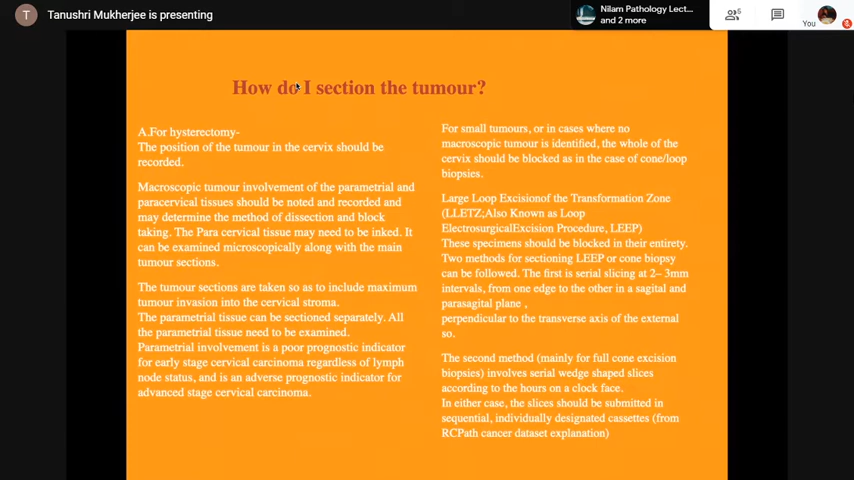 T
Tanushri Mukherjee is presenting
Nilam Pathology Lect...
and 2 more
6
You
How do I section the tumour?
A.For hysterectomy-
The position of the tumour in the cervix should be
recorded.
Macroscopic tumour involvement of the parametrial and
paracervical tissues should be noted and recorded and
may determine the method of dissection and block
taking. The Para cervical tissue may need to be inked. It
can be examined microscopically along with the main
tumour sections.
The tumour sections are taken so as to include maximum
tumour invasion into the cervical stroma.
The parametrial tissue can be sectioned separately. All
the parametrial tissue need to be examined.
Parametrial involvement is a poor prognostic indicator
for early stage cervical carcinoma regardless of lymph
node status, and is an adverse prognostic indicator for
advanced stage cervical carcinoma.
For small tumours, or in cases where no
macroscopic tumour is identified, the whole of the
cervix should be blocked as in the case of cone/loop
biopsies.
Large Loop Excisionof the Transformation Zone
(LLETZ;Also Known as Loop
ElectrosurgicalExcision Procedure, LEEP)
These specimens should be blocked in their entirety.
Two methods for sectioning LEEP or cone biopsy
can be followed. The first is serial slicing at 2– 3mm
intervals, from one edge to the other in a sagital and
parasagital plane ,
perpendicular to the transverse axis of the external
so.
The second method (mainly for full cone excision
biopsies) involves serial wedge shaped slices
according to the hours on a clock face.
In either case, the slices should be submitted in
sequential, individually designated cassettes (from
RCPath cancer dataset explanation)